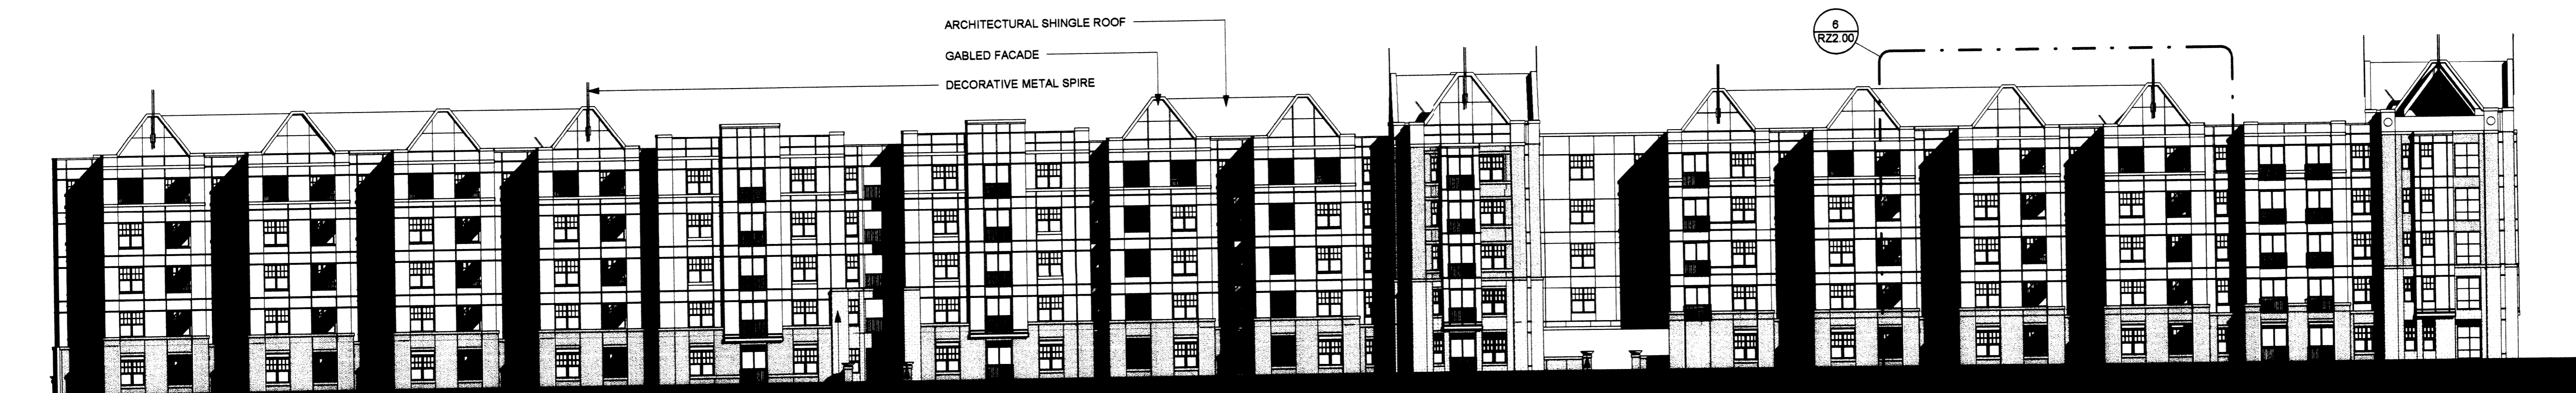 ARCHITECTURAL SHINGLE ROOF
GABLED FACADE
DECORATIVE METAL SPIRE
6
RZ2.00